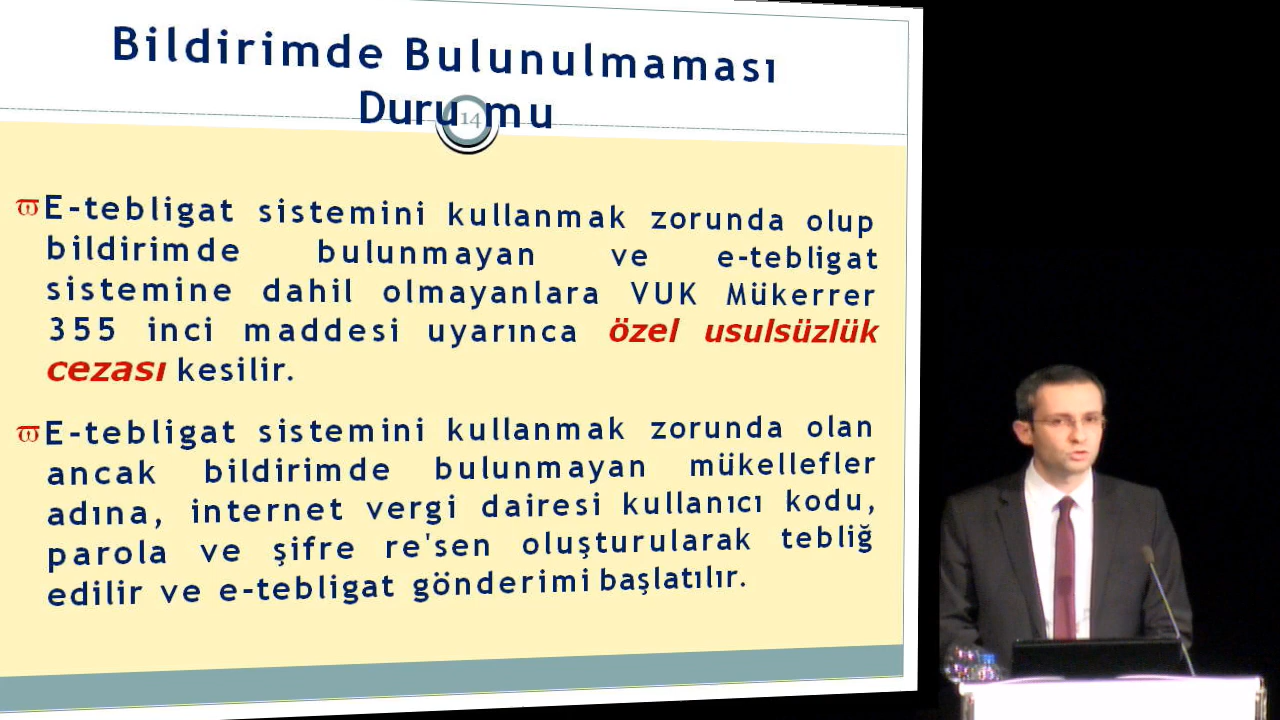 Bildirimde Bulunulmaması
Durumu
14
E-tebligat sistemini kullanmak zorunda olup
bildirimde bulunmayan ve e-tebligat
sistemine dahil olmayanlara VUK Mükerrer
355 inci maddesi uyarınca özel usulsüzlük
cezası kesilir.
E-tebligat sistemini kullanmak zorunda olan
ancak bildirimde bulunmayan mükellefler
adına, internet vergi dairesi kullanıcı kodu,
parola ve şifre re'sen oluşturularak tebliğ
edilir ve e-tebligat gönderimi başlatılır.